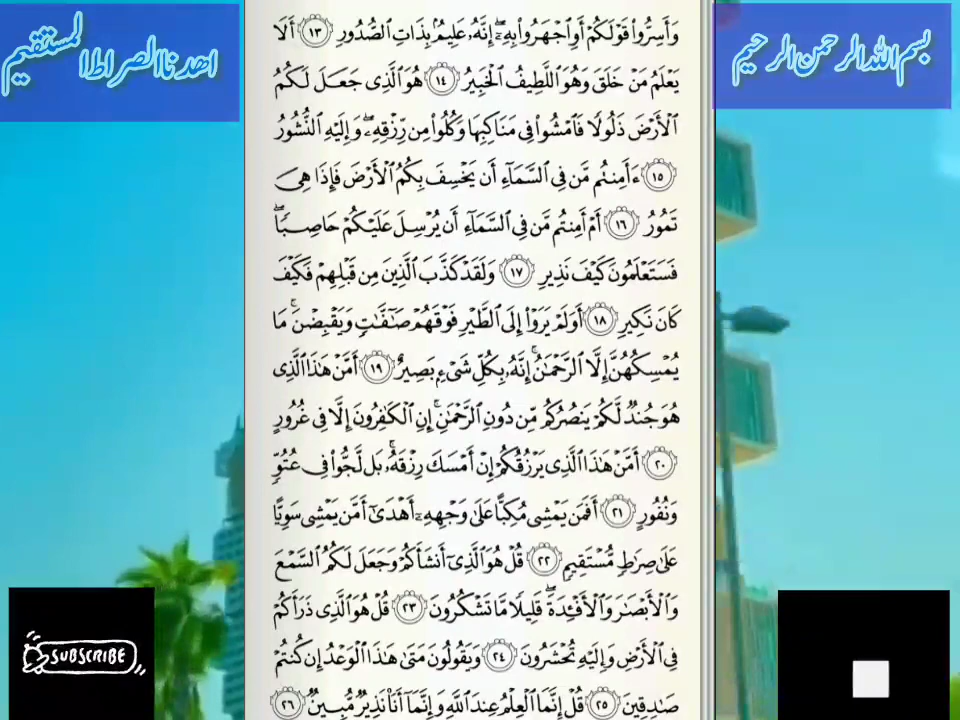 اهدنا الصراط المستقيم
بسم الله الرحمن الرحيم
وَأَسِرُّوا۟ قَوْلَكُمْ أَوِ ٱجْهَرُوا۟ بِهِۦٓ ۖ إِنَّهُۥ عَلِيمٌۢ بِذَاتِ ٱلصُّدُورِ ١٣ أَلَا
يَعْلَمُ مَنْ خَلَقَ وَهُوَ ٱللَّطِيفُ ٱلْخَبِيرُ ١٤ هُوَ ٱلَّذِى جَعَلَ لَكُمُ
ٱلْأَرْضَ ذَلُولًا فَٱمْشُوا۟ فِى مَنَاكِبِهَا وَكُلُوا۟ مِن رِّزْقِهِۦ ۖ وَإِلَيْهِ ٱلنُّشُورُ
١٥ ءَأَمِنتُم مَّن فِى ٱلسَّمَآءِ أَن يَخْسِفَ بِكُمُ ٱلْأَرْضَ فَإِذَا هِىَ
تَمُورُ ١٦ أَمْ أَمِنتُم مَّن فِى ٱلسَّمَآءِ أَن يُرْسِلَ عَلَيْكُمْ حَاصِبًا ۖ
فَسَتَعْلَمُونَ كَيْفَ نَذِيرِ ١٧ وَلَقَدْ كَذَّبَ ٱلَّذِينَ مِن قَبْلِهِمْ فَكَيْفَ
كَانَ نَكِيرِ ١٨ أَوَلَمْ يَرَوْا۟ إِلَى ٱلطَّيْرِ فَوْقَهُمْ صَٰٓفَّٰتٍ وَيَقْبِضْنَ ۚ مَا
يُمْسِكُهُنَّ إِلَّا ٱلرَّحْمَٰنُ ۚ إِنَّهُۥ بِكُلِّ شَىْءٍۭ بَصِيرٌ ١٩ أَمَّنْ هَٰذَا ٱلَّذِى
هُوَ جُندٌ لَّكُمْ يَنصُرُكُم مِّن دُونِ ٱلرَّحْمَٰنِ ۚ إِنِ ٱلْكَٰفِرُونَ إِلَّا فِى غُرُورٍ
٢٠ أَمَّنْ هَٰذَا ٱلَّذِى يَرْزُقُكُمْ إِنْ أَمْسَكَ رِزْقَهُۥ ۚ بَل لَّجُّوا۟ فِى عُتُوٍّ
وَنُفُورٍ ٢١ أَفَمَن يَمْشِى مُكِبًّا عَلَىٰ وَجْهِهِۦٓ أَهْدَىٰٓ أَمَّن يَمْشِى سَوِيًّا
عَلَىٰ صِرَٰطٍ مُّسْتَقِيمٍ ٢٢ قُلْ هُوَ ٱلَّذِىٓ أَنشَأَكُمْ وَجَعَلَ لَكُمُ ٱلسَّمْعَ
وَٱلْأَبْصَٰرَ وَٱلْأَفْـِٔدَةَ ۖ قَلِيلًا مَّا تَشْكُرُونَ ٢٣ قُلْ هُوَ ٱلَّذِى ذَرَأَكُمْ
فِى ٱلْأَرْضِ وَإِلَيْهِ تُحْشَرُونَ ٢٤ وَيَقُولُونَ مَتَىٰ هَٰذَا ٱلْوَعْدُ إِن كُنتُمْ
صَٰدِقِينَ ٢٥ قُلْ إِنَّمَا ٱلْعِلْمُ عِندَ ٱللَّهِ وَإِنَّمَآ أَنَا۠ نَذِيرٌ مُّبِينٌ ٢٦
SUBSCRIBE